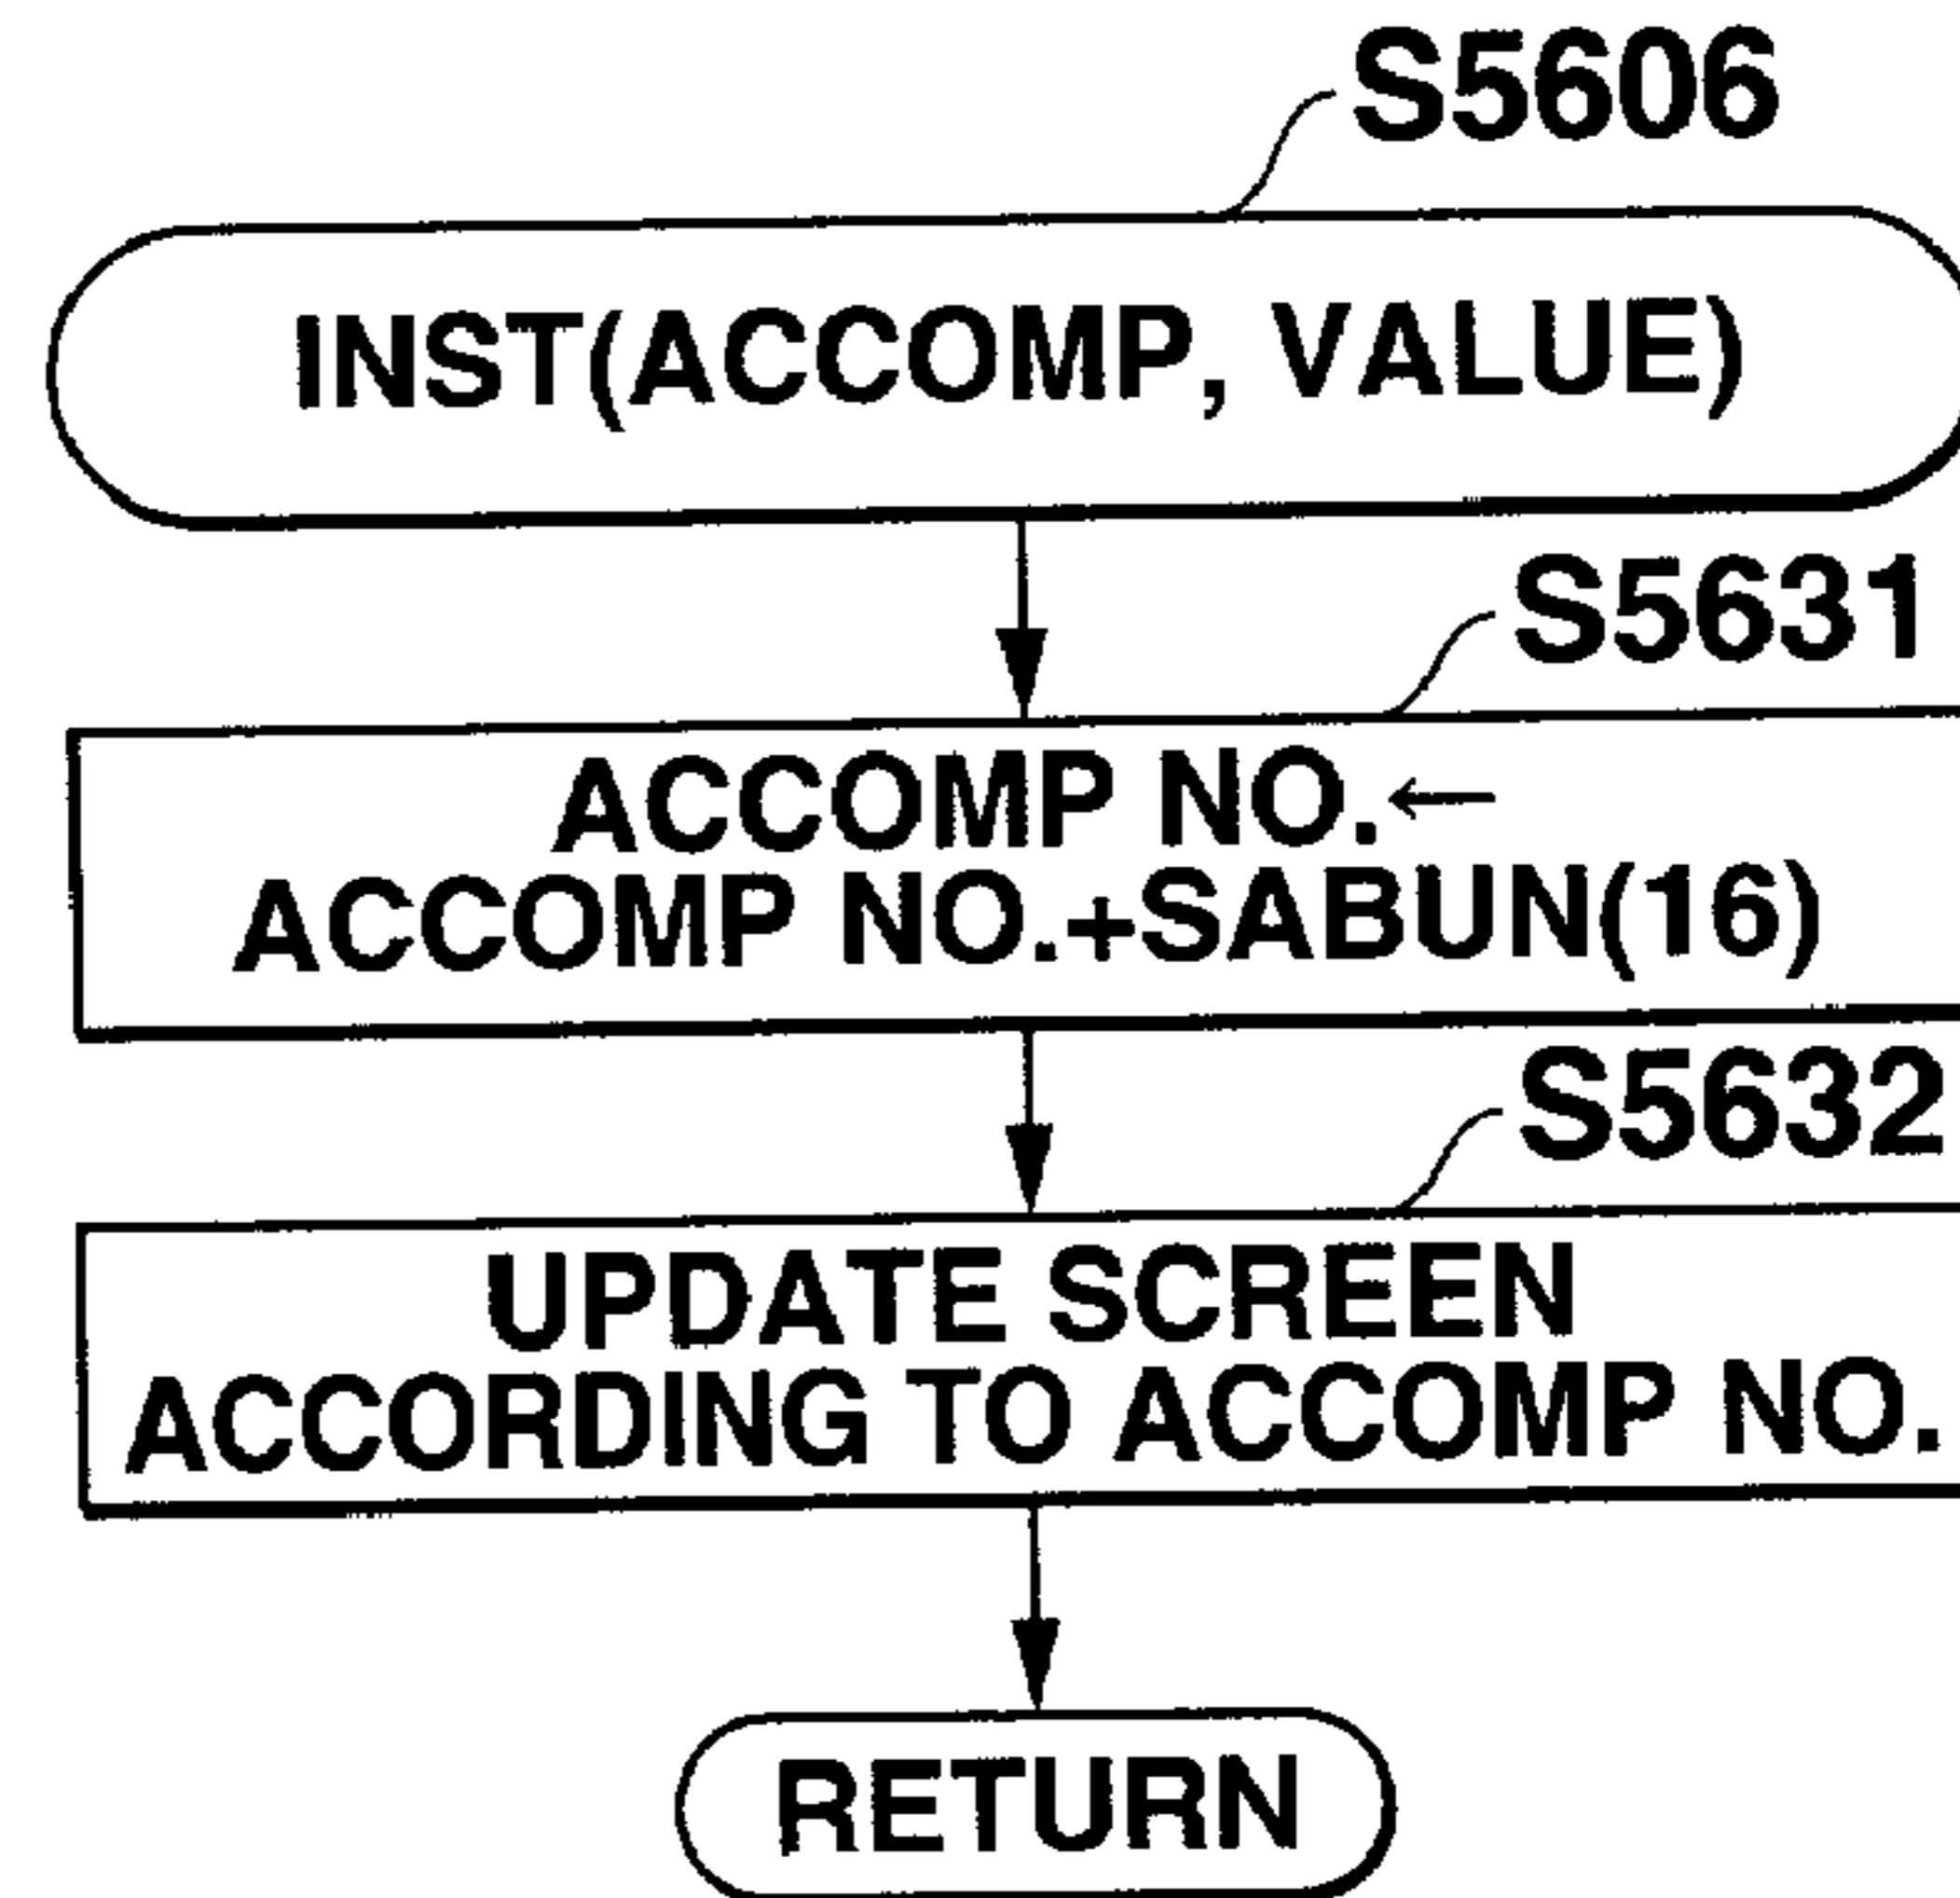 S5606
INST(ACCOMP, VALUE)
S5631
ACCOMP NO.←
ACCOMP NO.+SABUN(16)
S5632
UPDATE SCREEN
ACCORDING TO ACCOMP NO.
RETURN